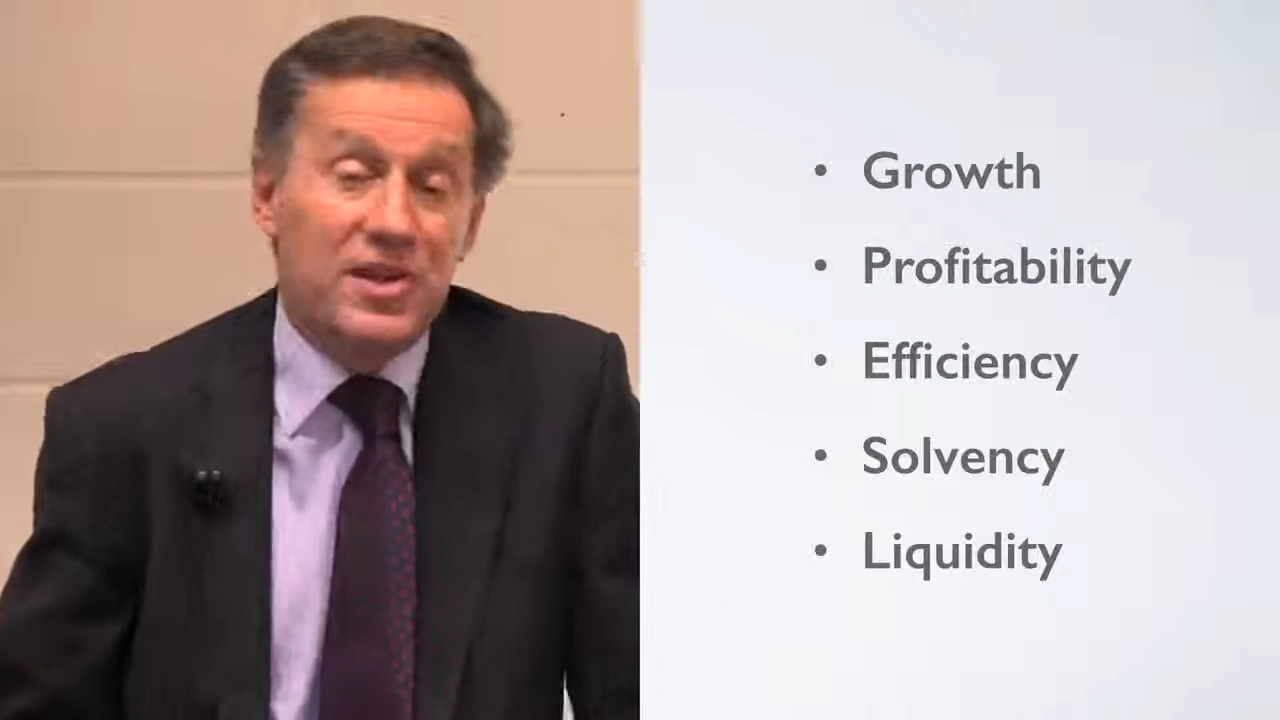 • Growth
• Profitability
• Efficiency
• Solvency
• Liquidity